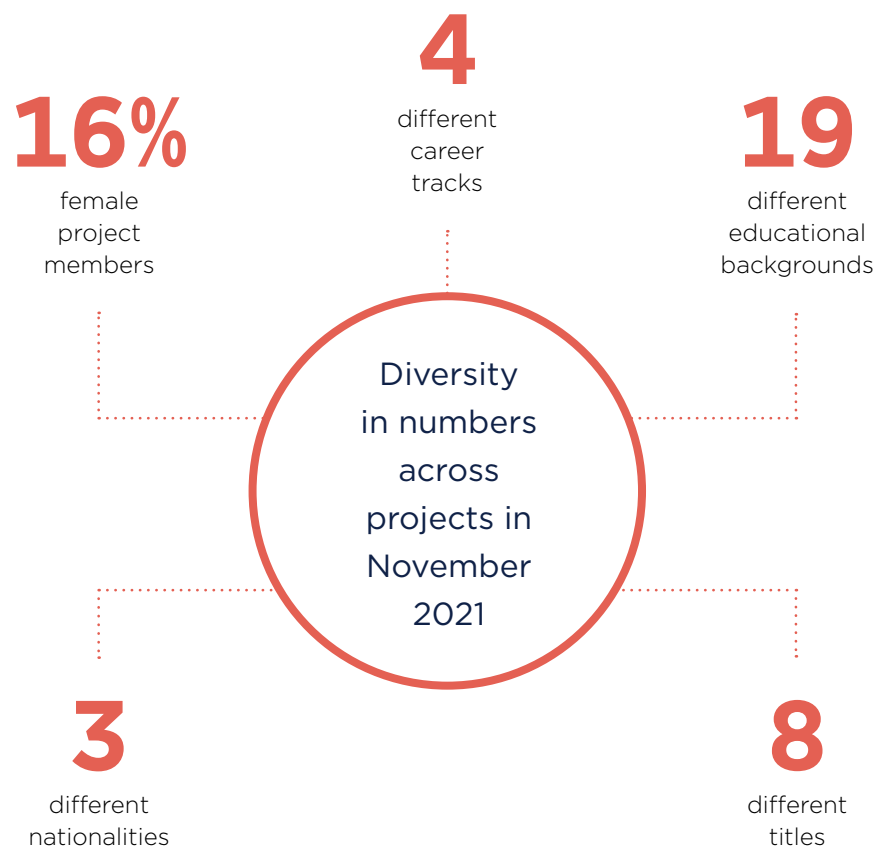 4
different
career
tracks
16%
female
project
members
19
different
educational
backgrounds
Diversity
in numbers
across
projects in
November
2021
3
different
nationalities
8
different
titles